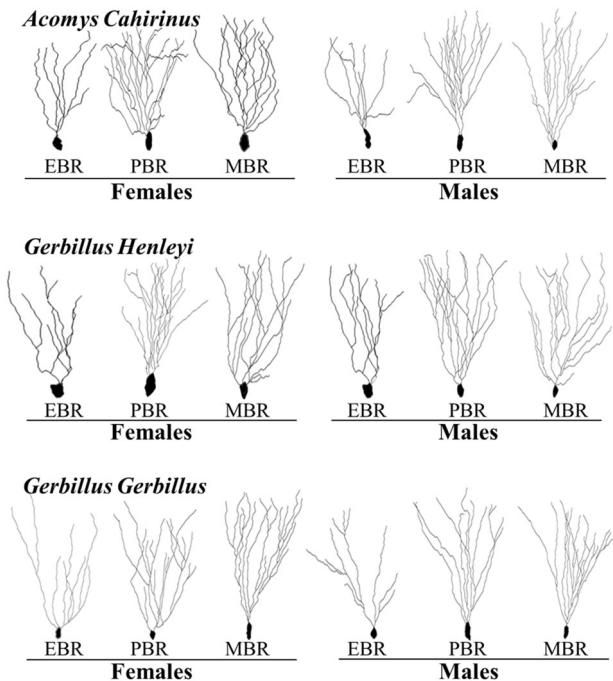 Acomys Cahirinus
EBR PBR MBR EBR PBR MBR
Females Males
Gerbillus Henleyi
EBR PBR MBR EBR PBR MBR
Females Males
Gerbillus Gerbillus
EBR PBR MBR EBR PBR MBR
Females Males